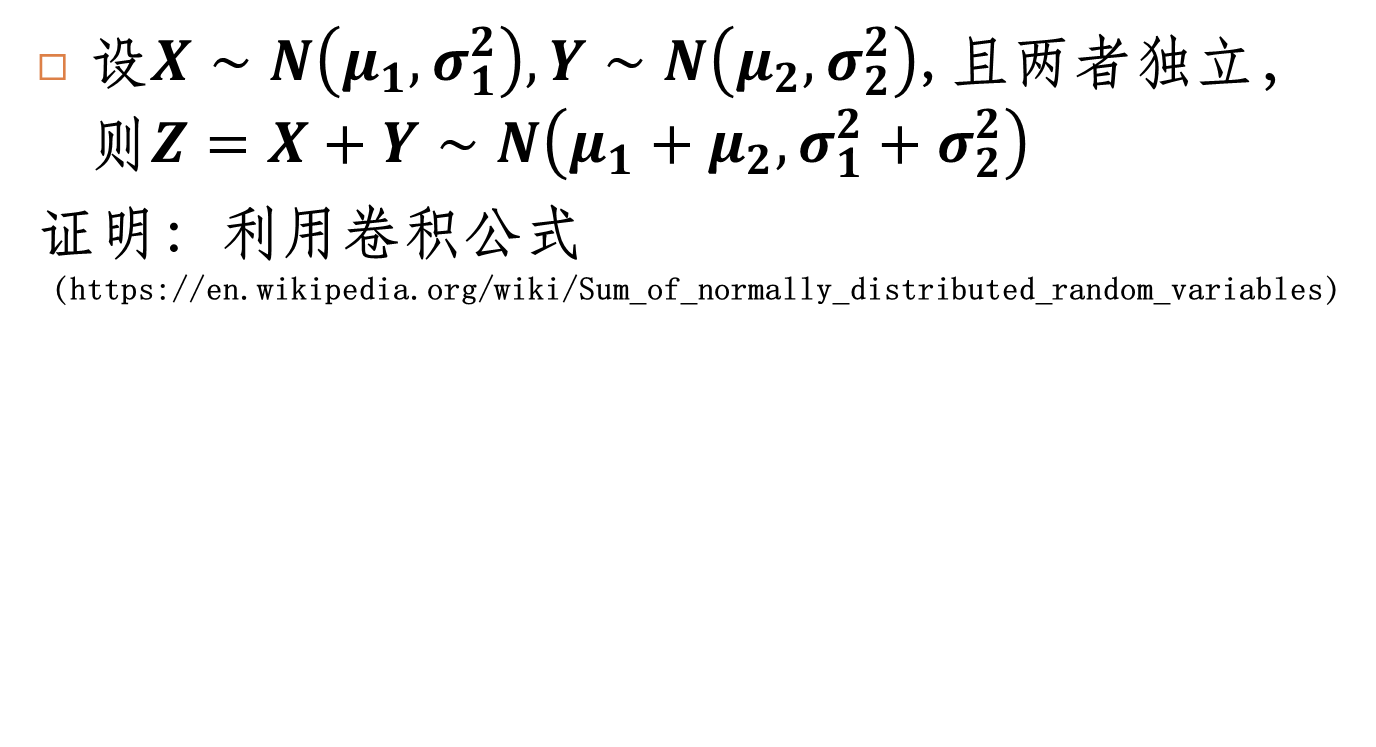 设X ~ N(μ₁, σ₁²), Y ~ N(μ₂, σ₂²), 且两者独立，
则Z = X + Y ~ N(μ₁ + μ₂, σ₁² + σ₂²)
证明：利用卷积公式
(https://en.wikipedia.org/wiki/Sum_of_normally_distributed_random_variables)